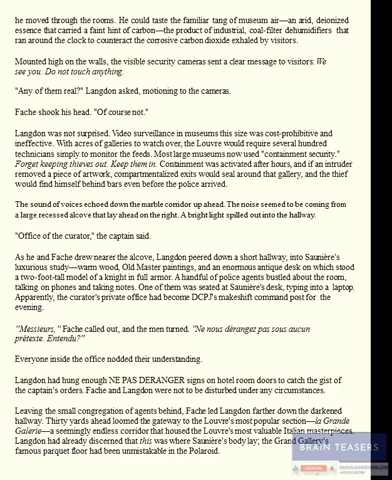 he moved through the rooms. He could taste the familiar tang of museum air—an arid, deionized
essence that carried a faint hint of carbon—the product of industrial, coal-filter dehumidifiers that
ran around the clock to counteract the corrosive carbon dioxide exhaled by visitors.
Mounted high on the walls, the visible security cameras sent a clear message to visitors: We
see you. Do not touch anything.
"Any of them real?" Langdon asked, motioning to the cameras.
Fache shook his head. "Of course not."
Langdon was not surprised. Video surveillance in museums this size was cost-prohibitive and
ineffective. With acres of galleries to watch over, the Louvre would require several hundred
technicians simply to monitor the feeds. Most large museums now used "containment security."
Forget keeping thieves out. Keep them in. Containment was activated after hours, and if an intruder
removed a piece of artwork, compartmentalized exits would seal around that gallery, and the thief
would find himself behind bars even before the police arrived.
The sound of voices echoed down the marble corridor up ahead. The noise seemed to be coming from
a large recessed alcove that lay ahead on the right. A bright light spilled out into the hallway.
"Office of the curator," the captain said.
As he and Fache drew nearer the alcove, Langdon peered down a short hallway, into Saunière's
luxurious study—warm wood, Old Master paintings, and an enormous antique desk on which stood
a two-foot-tall model of a knight in full armor. A handful of police agents bustled about the room,
talking on phones and taking notes. One of them was seated at Saunière's desk, typing into a laptop.
Apparently, the curator's private office had become DCPJ's makeshift command post for the
evening.
"Messieurs," Fache called out, and the men turned. "Ne nous dérangez pas sous aucun
prétexte. Entendu?"
Everyone inside the office nodded their understanding.
Langdon had hung enough NE PAS DERANGER signs on hotel room doors to catch the gist of
the captain's orders. Fache and Langdon were not to be disturbed under any circumstances.
Leaving the small congregation of agents behind, Fache led Langdon farther down the darkened
hallway. Thirty yards ahead loomed the gateway to the Louvre's most popular section—la Grande
Galerie—a seemingly endless corridor that housed the Louvre's most valuable Italian masterpieces.
Langdon had already discerned that this was where Saunière's body lay; the Grand Gallery's
famous parquet floor had been unmistakable in the Polaroid.
BRAIN TEASERS